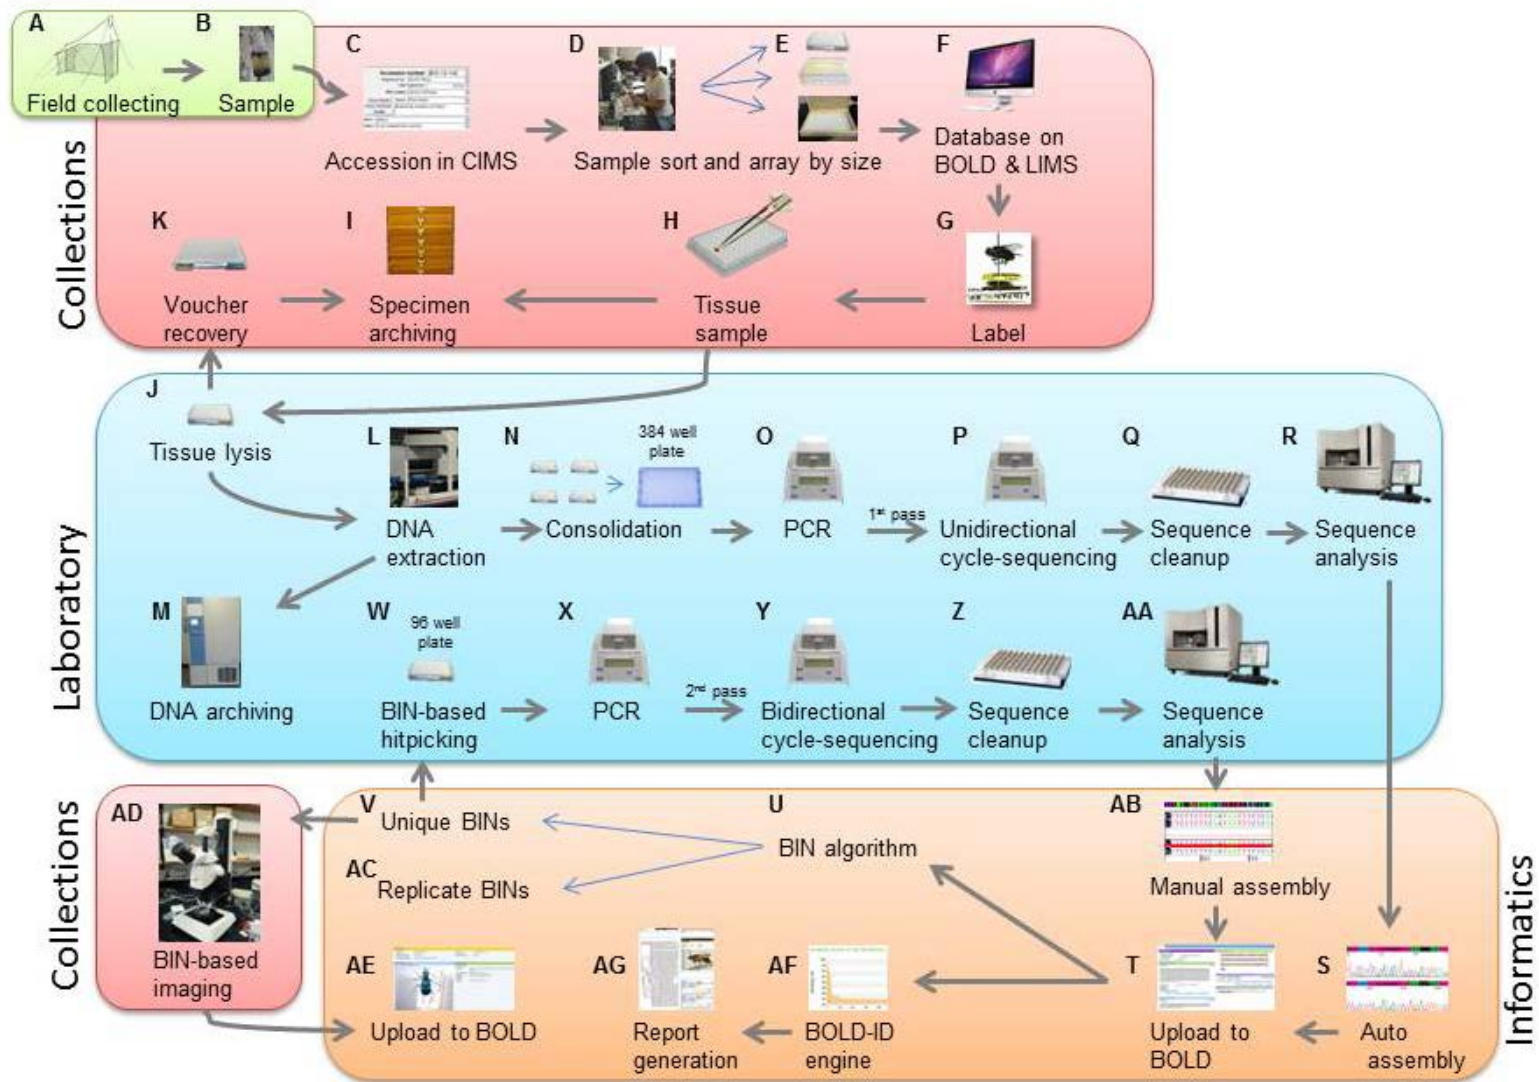 A
B
Field collecting
Sample
C
D
E
F
Accession in CIMS
Sample sort and array by size
Database on
BOLD & LIMS
Collections
K
I
H
G
Voucher
recovery
Specimen
archiving
Tissue
sample
Label
Laboratory
J
Tissue lysis
L
DNA
extraction
N
384 well
plate
Consolidation
O
PCR
1st pass
P
Unidirectional
cycle-sequencing
Q
Sequence
cleanup
R
Sequence
analysis
M
DNA archiving
W
96 well
plate
BIN-based
hitpicking
X
PCR
2nd pass
Y
Bidirectional
cycle-sequencing
Z
Sequence
cleanup
AA
Sequence
analysis
Collections
AD
BIN-based
imaging
V
Unique BINs
U
BIN algorithm
AB
Manual assembly
AC
Replicate BINs
AE
Upload to BOLD
AG
Report
generation
AF
BOLD-ID
engine
T
Upload to
BOLD
S
Auto
assembly
Informatics